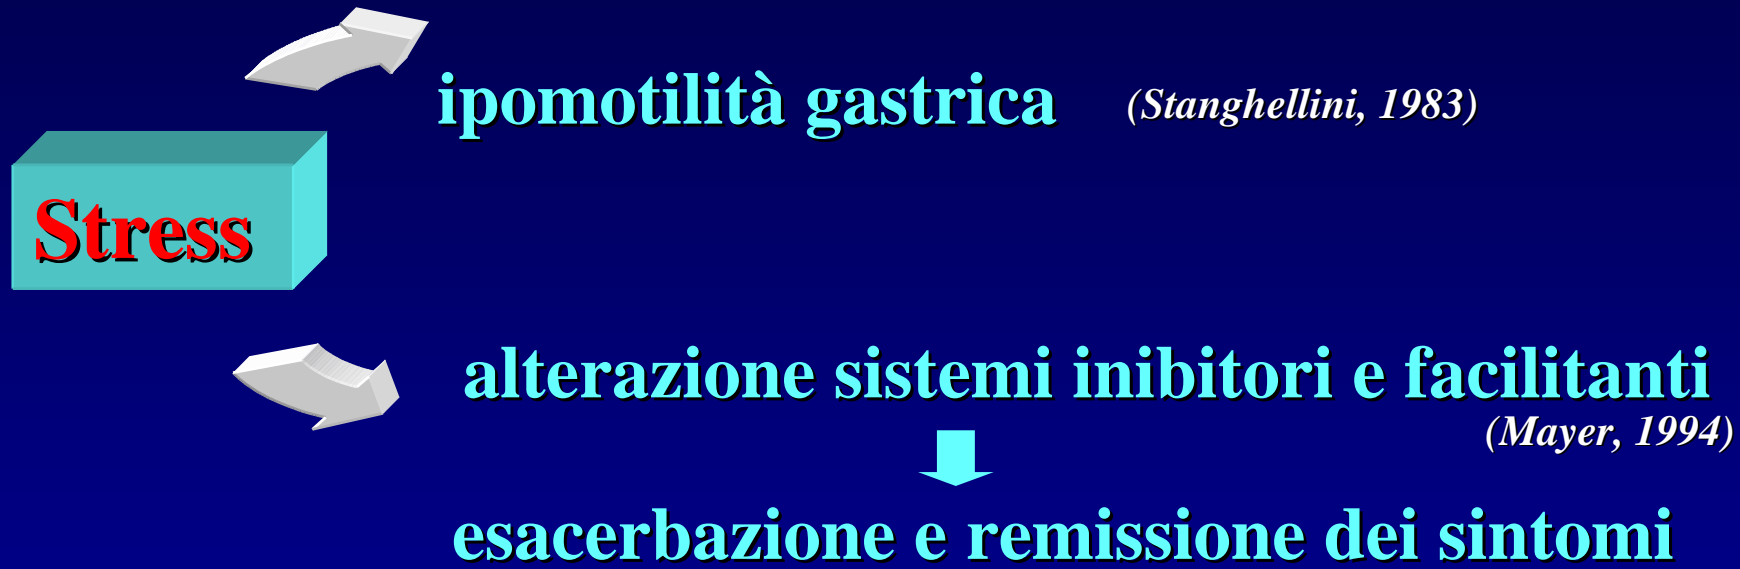 ipomotilità gastrica (Stanghellini, 1983)
Stress
alterazione sistemi inibitori e facilitanti
(Mayer, 1994)
esacerbazione e remissione dei sintomi